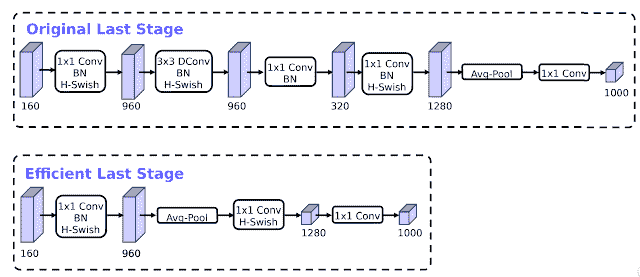 Original Last Stage
1x1 Conv
BN
H-Swish
3x3 DConv
BN
H-Swish
1x1 Conv
BN
1x1 Conv
BN
H-Swish
Avg-Pool
1x1 Conv
160
960
960
320
1280
1000
Efficient Last Stage
1x1 Conv
BN
H-Swish
Avg-Pool
1x1 Conv
H-Swish
1x1 Conv
160
960
1280
1000